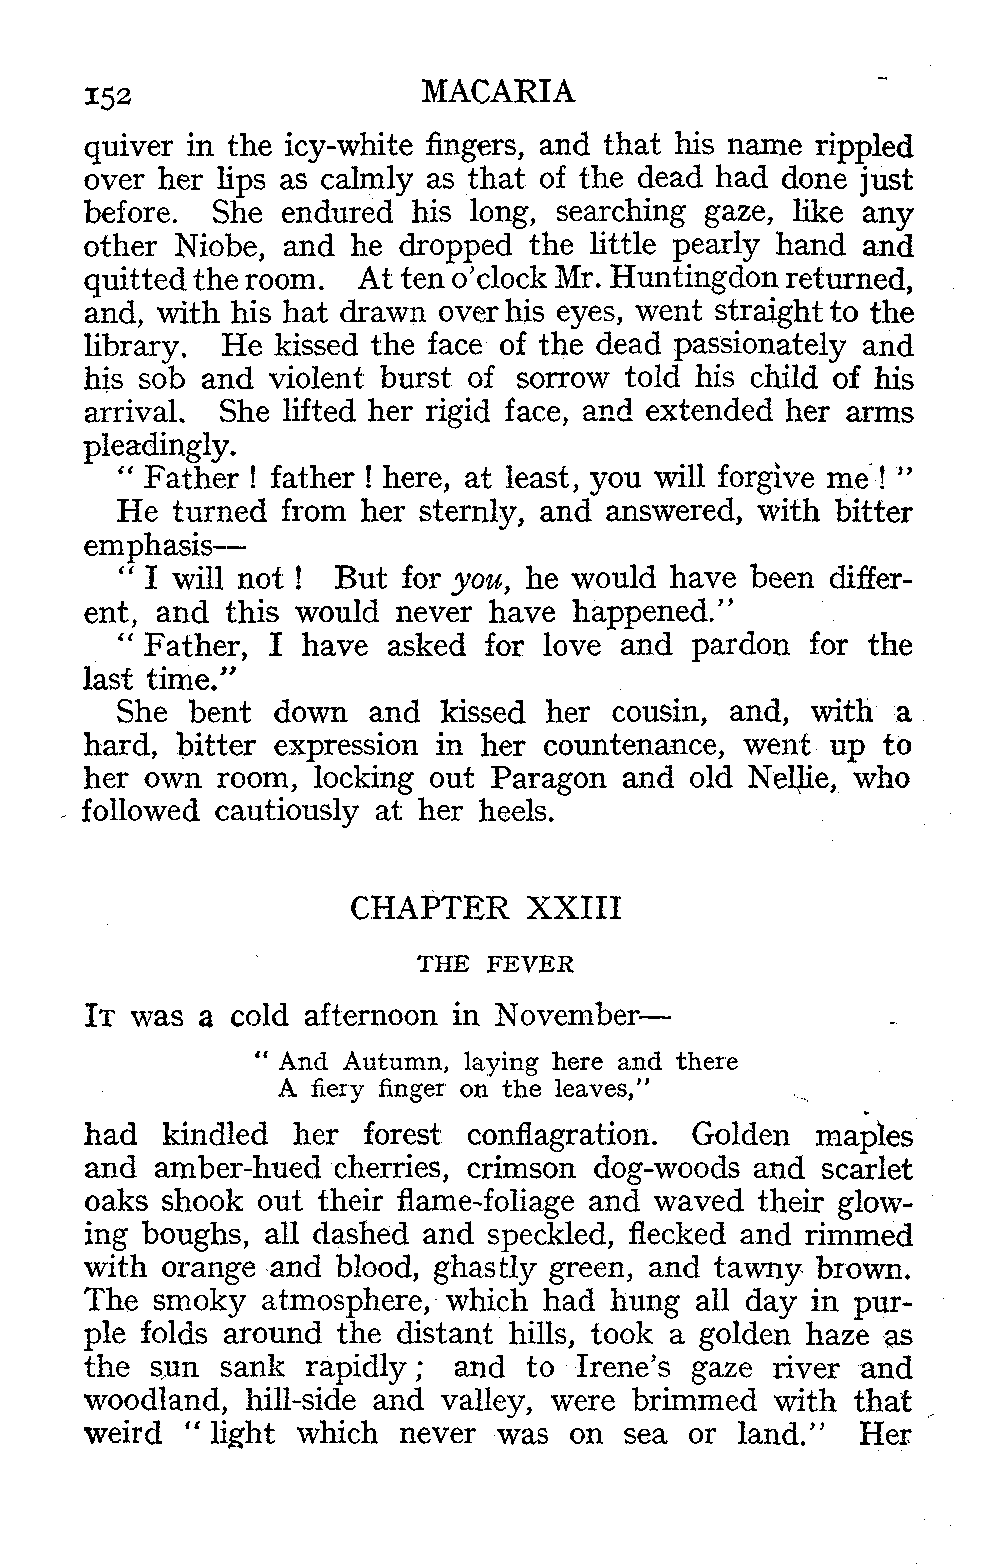 152 MACARIA
quiver in the icy-white fingers, and that his name rippled
over her lips as calmly as that of the dead had done just
before. She endured his long, searching gaze, like any
other Niobe, and he dropped the little pearly hand and
quitted the room. At ten o'clock Mr. Huntingdon returned,
and, with his hat drawn over his eyes, went straight to the
library. He kissed the face of the dead passionately and
his sob and violent burst of sorrow told his child of his
arrival. She lifted her rigid face, and extended her arms
pleadingly.
" Father ! father ! here, at least, you will forgive me ! "
He turned from her sternly, and answered, with bitter
emphasis—
" I will not ! But for you, he would have been differ-
ent, and this would never have happened."
" Father, I have asked for love and pardon for the
last time."
She bent down and kissed her cousin, and, with a
hard, bitter expression in her countenance, went up to
her own room, locking out Paragon and old Nellie, who
followed cautiously at her heels.
CHAPTER XXIII
THE FEVER
IT was a cold afternoon in November—
" And Autumn, laying here and there
A fiery finger on the leaves,"
had kindled her forest conflagration. Golden maples
and amber-hued cherries, crimson dog-woods and scarlet
oaks shook out their flame-foliage and waved their glow-
ing boughs, all dashed and speckled, flecked and rimmed
with orange and blood, ghastly green, and tawny brown.
The smoky atmosphere, which had hung all day in pur-
ple folds around the distant hills, took a golden haze as
the sun sank rapidly ; and to Irene's gaze river and
woodland, hill-side and valley, were brimmed with that
weird " light which never was on sea or land." Her